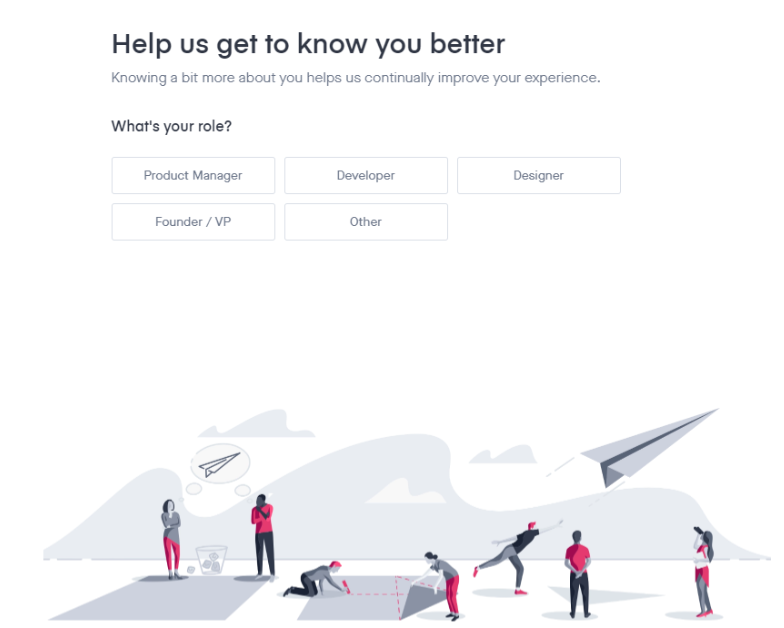 Help us get to know you better
Knowing a bit more about you helps us continually improve your experience.
What's your role?
Product Manager
Developer
Designer
Founder / VP
Other